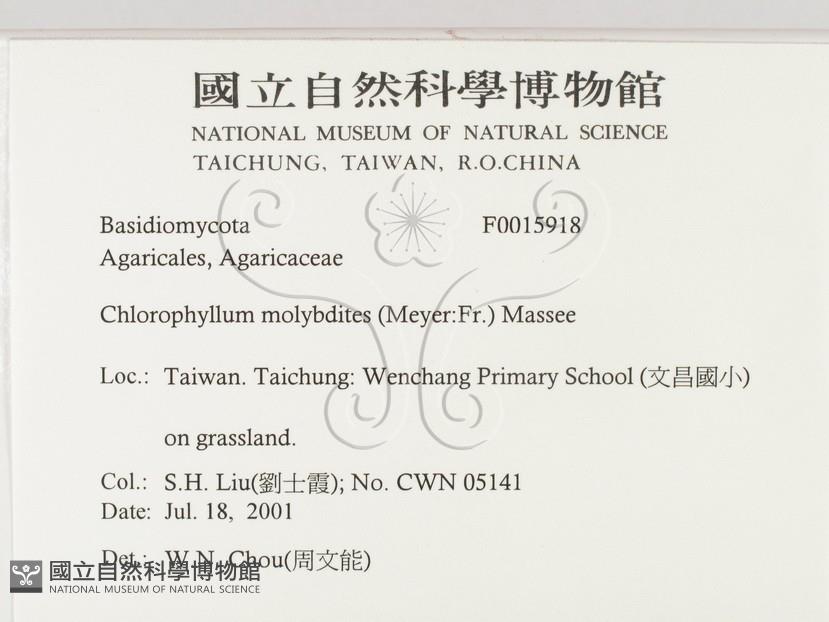 國立自然科學博物館
NATIONAL MUSEUM OF NATURAL SCIENCE
TAICHUNG, TAIWAN, R.O.CHINA
Basidiomycota F0015918
Agaricales, Agaricaceae
Chlorophyllum molybdites (Meyer:Fr.) Massee
Loc.: Taiwan. Taichung: Wenchang Primary School (文昌國小)
on grassland.
Col.: S.H. Liu(劉士霞); No. CWN 05141
Date: Jul. 18, 2001
Det.: W.N. Chou(周文能)
國立自然科學博物館
NATIONAL MUSEUM OF NATURAL SCIENCE